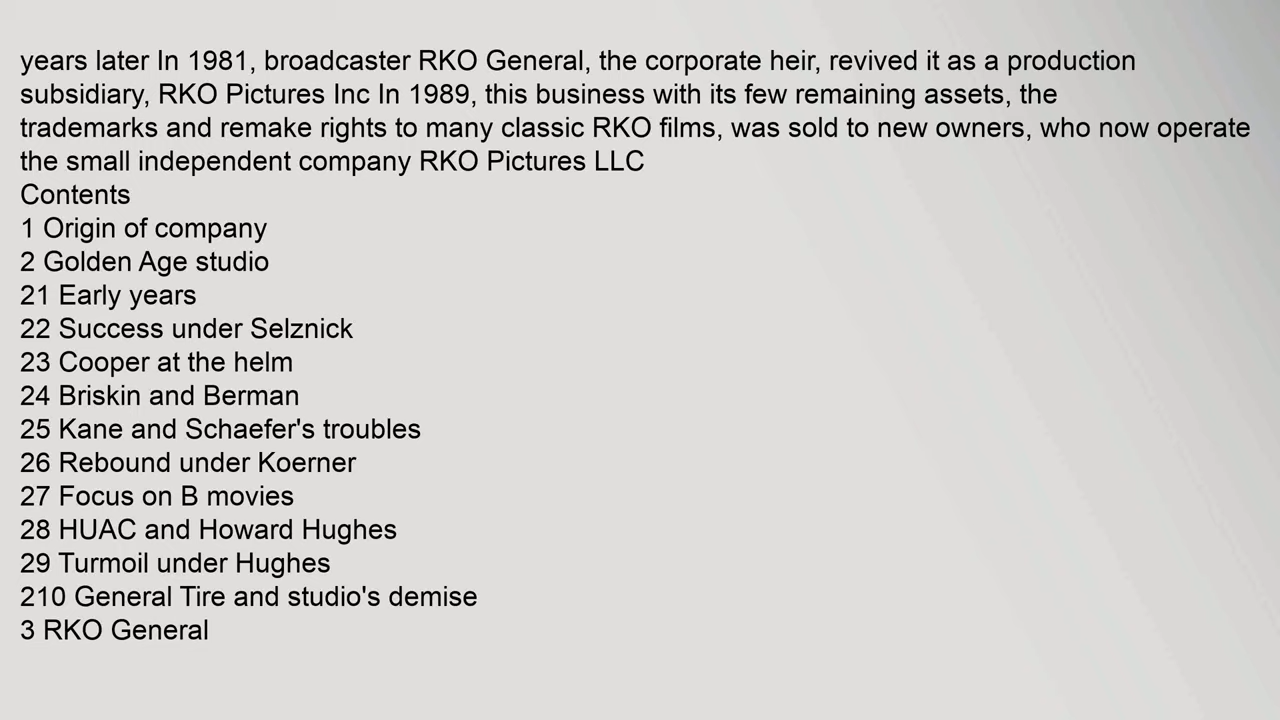 years later In 1981, broadcaster RKO General, the corporate heir, revived it as a production
subsidiary, RKO Pictures Inc In 1989, this business with its few remaining assets, the
trademarks and remake rights to many classic RKO films, was sold to new owners, who now operate
the small independent company RKO Pictures LLC
Contents
1 Origin of company
2 Golden Age studio
21 Early years
22 Success under Selznick
23 Cooper at the helm
24 Briskin and Berman
25 Kane and Schaefer's troubles
26 Rebound under Koerner
27 Focus on B movies
28 HUAC and Howard Hughes
29 Turmoil under Hughes
210 General Tire and studio's demise
3 RKO General